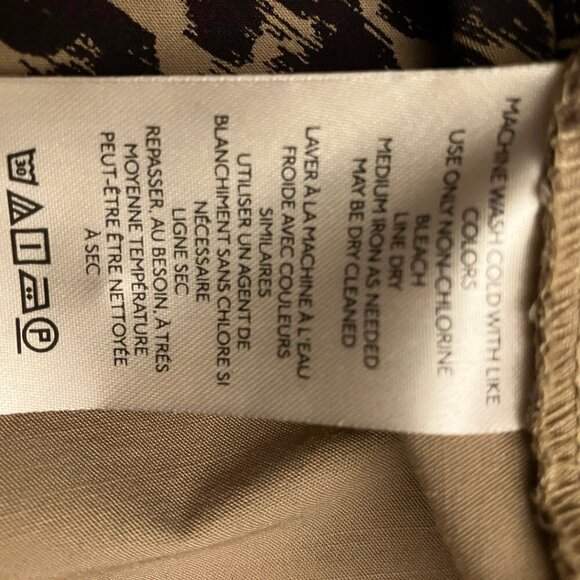 MACHINE WASH COLD WITH LIKE
COLORS
USE ONLY NON-CHLORINE
BLEACH
LINE DRY
MEDIUM IRON AS NEEDED
MAY BE DRY CLEANED
LAVER À LA MACHINE À L'EAU
FROIDE AVEC COULEURS
SIMILAIRES
UTILISER UN AGENT DE
BLANCHIMENT SANS CHLORE SI
NÉCESSAIRE
LIGNE SEC
REPASSER, AU BESOIN, À TRÉS
MOYENNE TEMPÉRATURE
PEUT-ÊTRE ÊTRE NETTOYÉE
À SEC
30
P